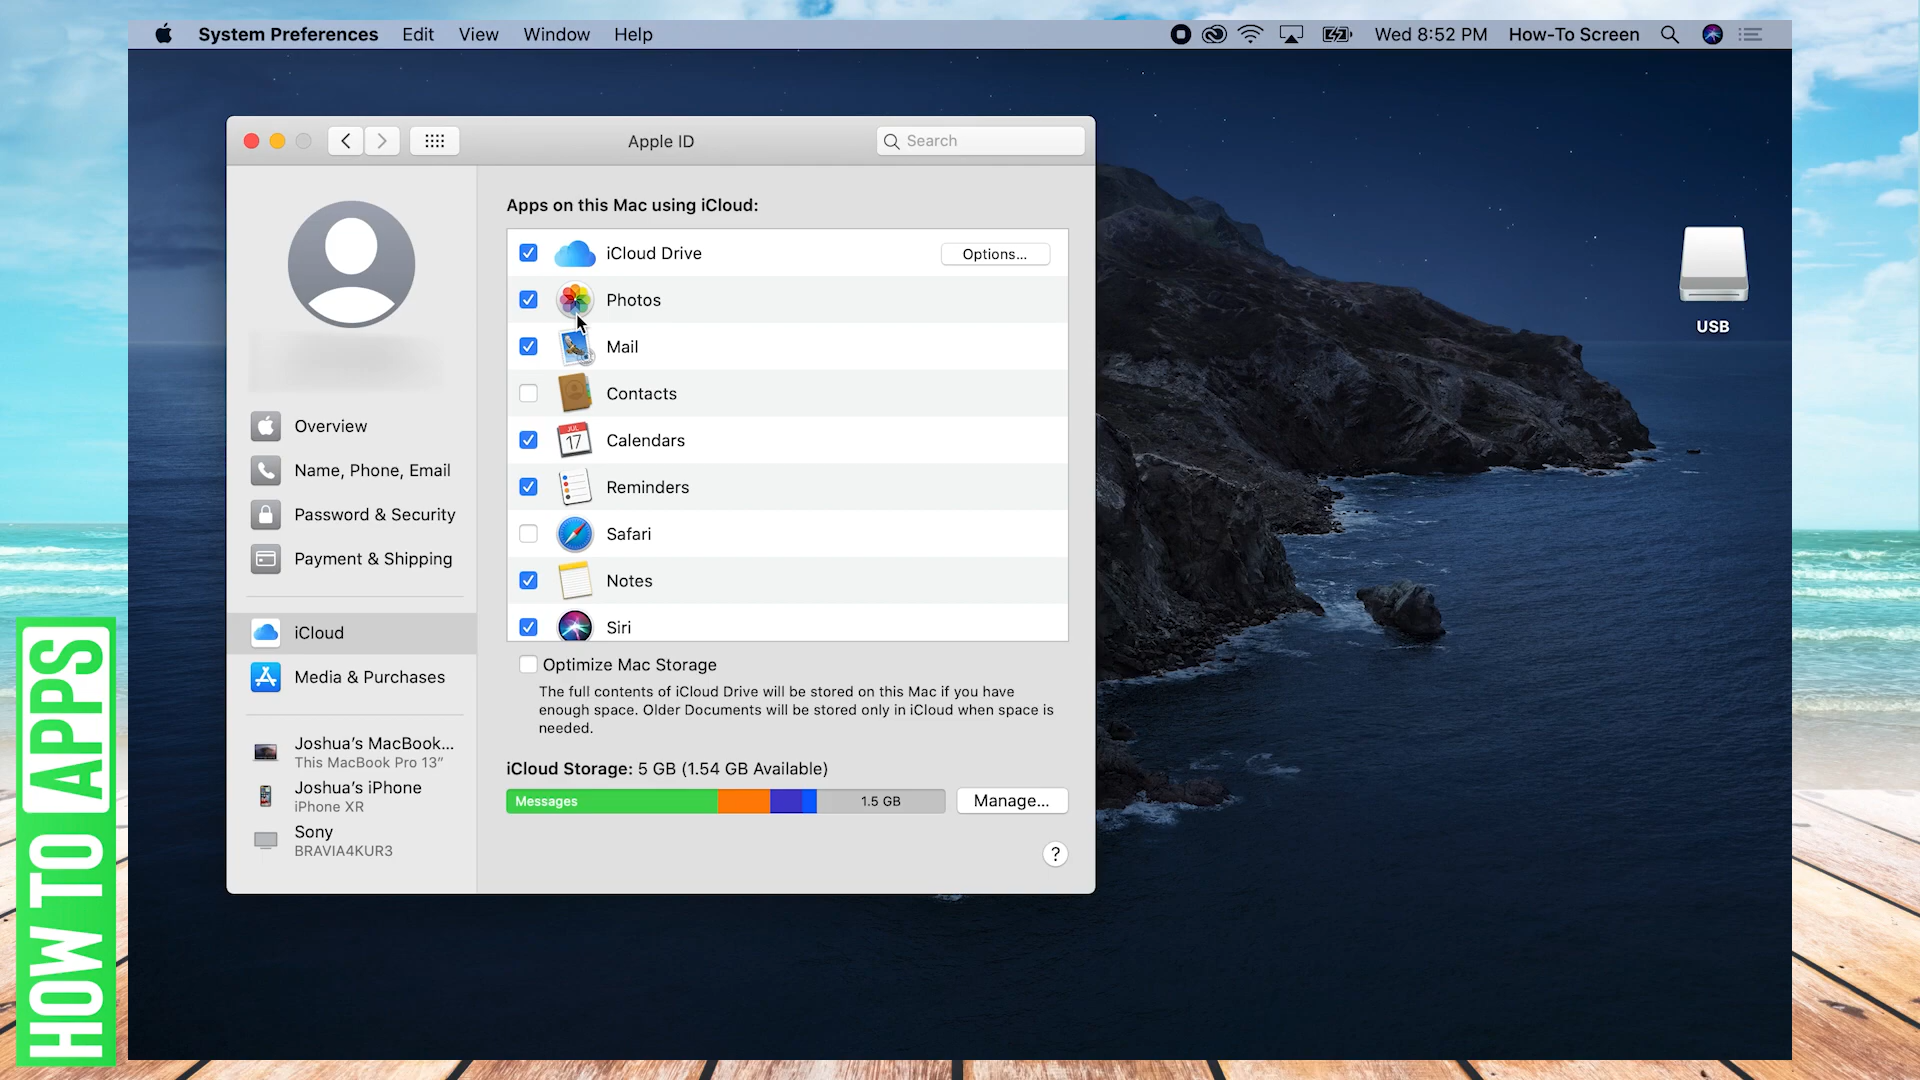 System Preferences Edit View Window Help
Wed 8:52 PM How-To Screen
Apple ID
Search
Overview
Name, Phone, Email
Password & Security
Payment & Shipping
iCloud
Media & Purchases
Joshua's MacBook...
This MacBook Pro 13"
Joshua's iPhone
iPhone XR
Sony
BRAVIA4KUR3
Apps on this Mac using iCloud:
iCloud Drive
Options...
Photos
Mail
Contacts
JUL
17
Calendars
Reminders
Safari
Notes
Siri
Optimize Mac Storage
The full contents of iCloud Drive will be stored on this Mac if you have
enough space. Older Documents will be stored only in iCloud when space is
needed.
iCloud Storage: 5 GB (1.54 GB Available)
Messages
1.5 GB
Manage...
?
USB
HOW TO APPS